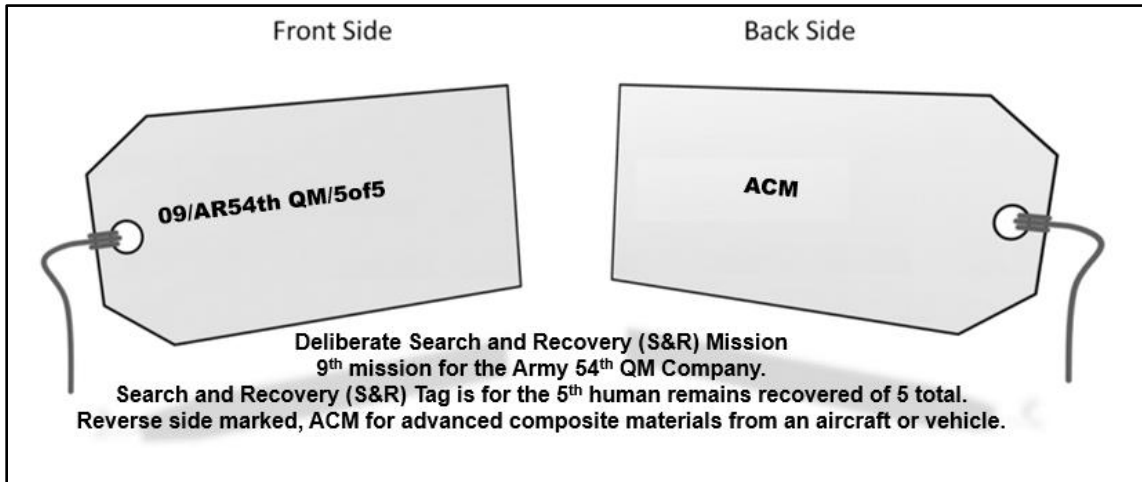 Front Side
Back Side
09/AR54th QM/5of5
ACM
Deliberate Search and Recovery (S&R) Mission
9th mission for the Army 54th QM Company.
Search and Recovery (S&R) Tag is for the 5th human remains recovered of 5 total.
Reverse side marked, ACM for advanced composite materials from an aircraft or vehicle.